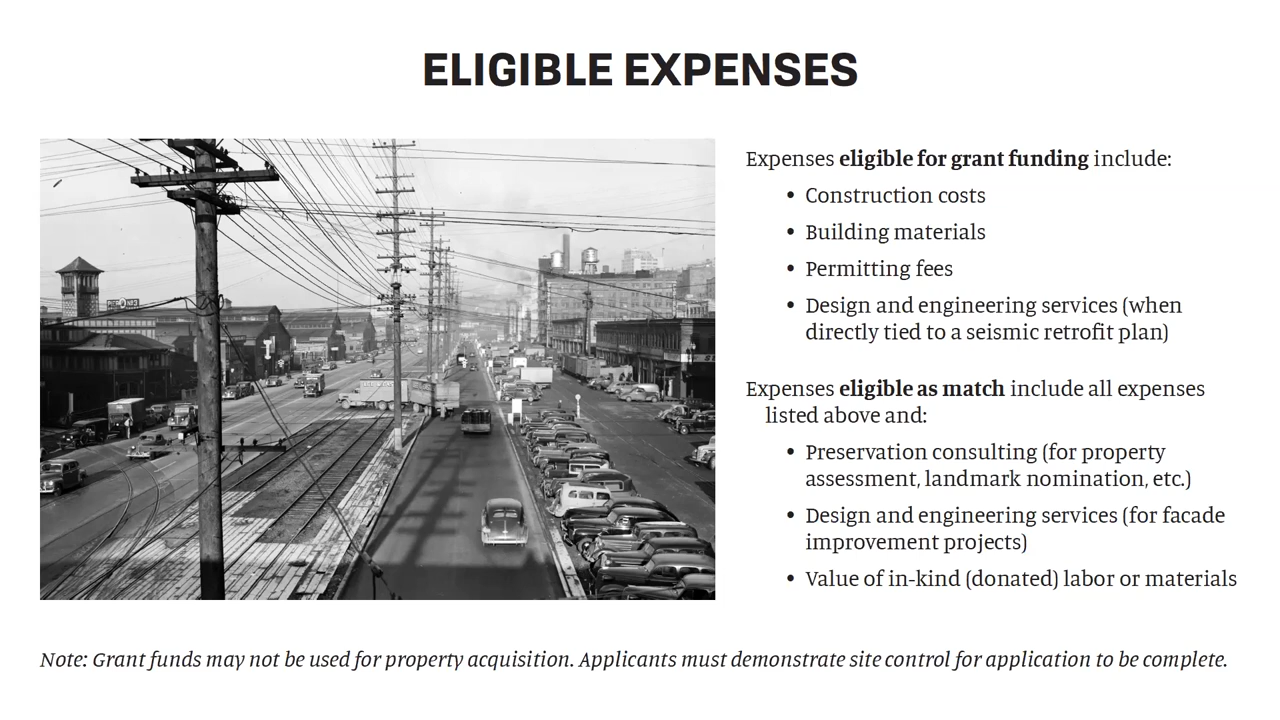 ELIGIBLE EXPENSES
Expenses eligible for grant funding include:
• Construction costs
• Building materials
• Permitting fees
• Design and engineering services (when
directly tied to a seismic retrofit plan)
Expenses eligible as match include all expenses
listed above and:
• Preservation consulting (for property
assessment, landmark nomination, etc.)
• Design and engineering services (for facade
improvement projects)
• Value of in-kind (donated) labor or materials
Note: Grant funds may not be used for property acquisition. Applicants must demonstrate site control for application to be complete.